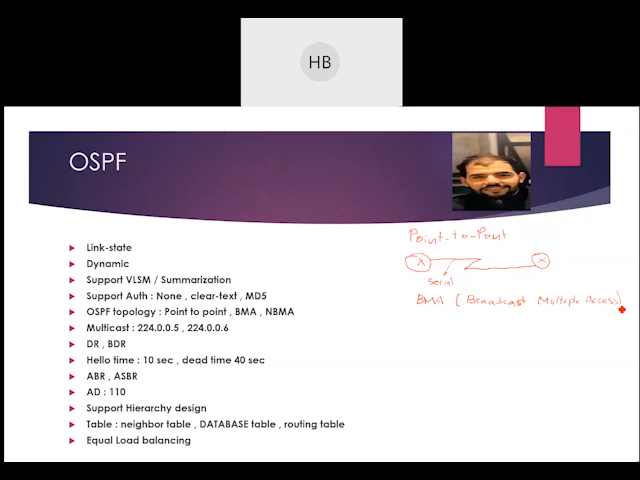 HB
OSPF
Link-state
Dynamic
Support VLSM / Summarization
Support Auth : None , clear-text , MD5
OSPF topology : Point to point , BMA , NBMA
Multicast : 224.0.0.5 , 224.0.0.6
DR , BDR
Hello time : 10 sec , dead time 40 sec
ABR , ASBR
AD : 110
Support Hierarchy design
Table : neighbor table , DATABASE table , routing table
Equal Load balancing
Point-to-Point
X X
Serial
BMA ( Broadcast Multiple Access)